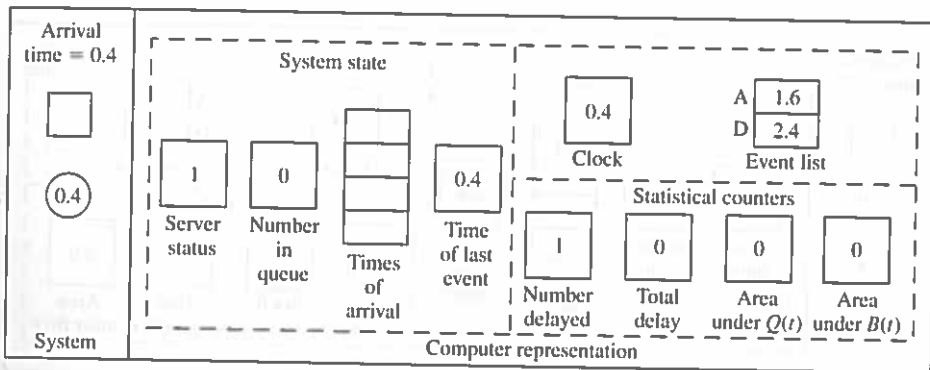 Arrival
time = 0.4
0.4
System
System state
1
Server
status
0
Number
in
queue
Times
of
arrival
0.4
Time
of last
event
0.4
Clock
A 1.6
D 2.4
Event list
Statistical counters
1
Number
delayed
0
Total
delay
0
Area
under Q(t)
0
Area
under B(t)
Computer representation